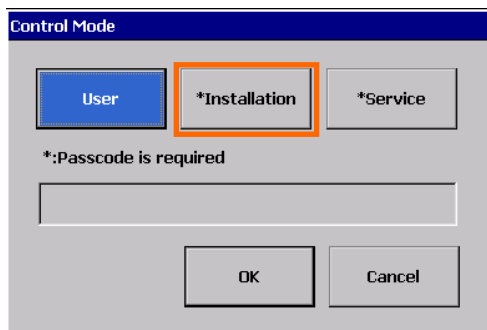 Control Mode
User *Installation *Service
*:Passcode is required
OK Cancel